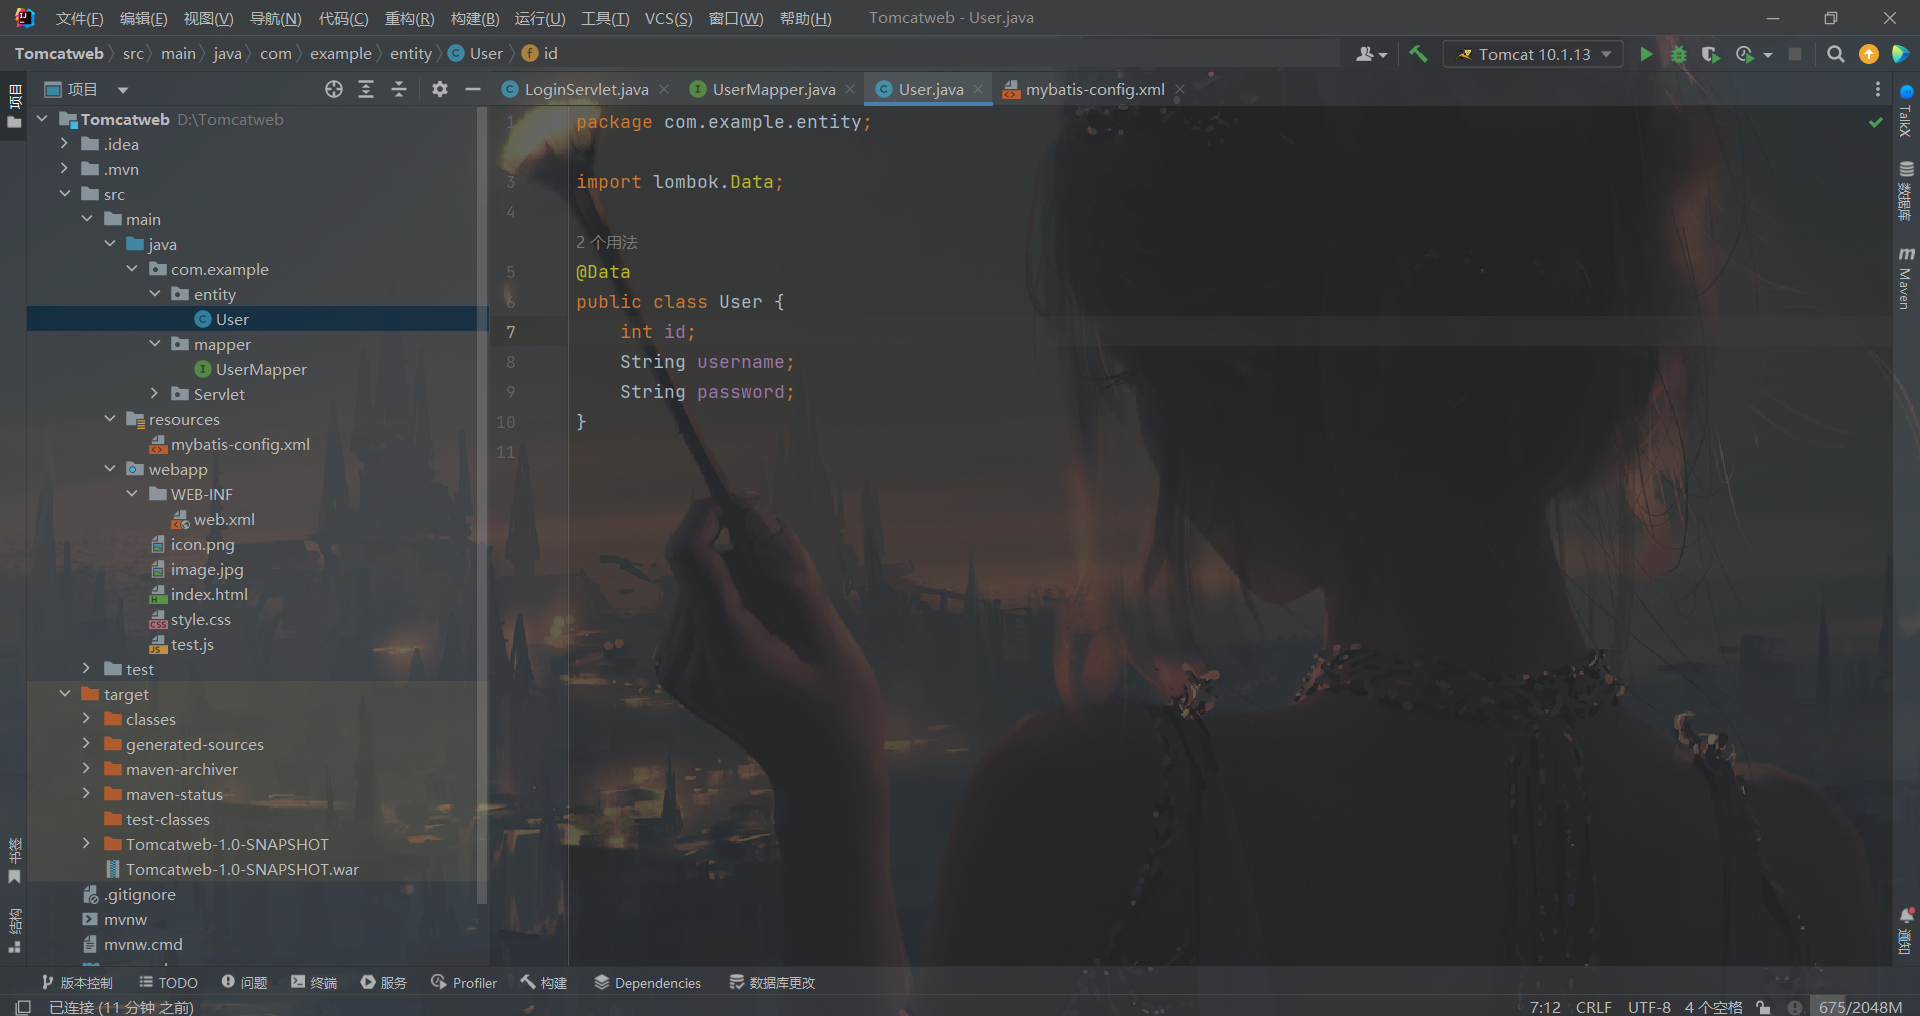 文件(F) 编辑(E) 视图(V) 导航(N) 代码(C) 重构(R) 构建(B) 运行(U) 工具(T) VCS(S) 窗口(W) 帮助(H) Tomcatweb - User.java
Tomcatweb src main java com example entity User id
Tomcat 10.1.13
项目
LoginServlet.java UserMapper.java User.java mybatis-config.xml
Tomcatweb D:\Tomcatweb
.idea
.mvn
src
main
java
com.example
entity
User
mapper
UserMapper
Servlet
resources
mybatis-config.xml
webapp
WEB-INF
web.xml
icon.png
image.jpg
index.html
style.css
test.js
test
target
classes
generated-sources
maven-archiver
maven-status
test-classes
Tomcatweb-1.0-SNAPSHOT
Tomcatweb-1.0-SNAPSHOT.war
.gitignore
mvnw
mvnw.cmd
1 package com.example.entity;
3 import lombok.Data;
4
2 个用法
5 @Data
6 public class User {
7 int id;
8 String username;
9 String password;
10 }
11
项目
书签
结构
TalkX
数据库
Maven
通知
版本控制 TODO 问题 终端 服务 Profiler 构建 Dependencies 数据库更改
已连接 (11 分钟 之前)
7:12 CRLF UTF-8 4 个空格 675/2048M